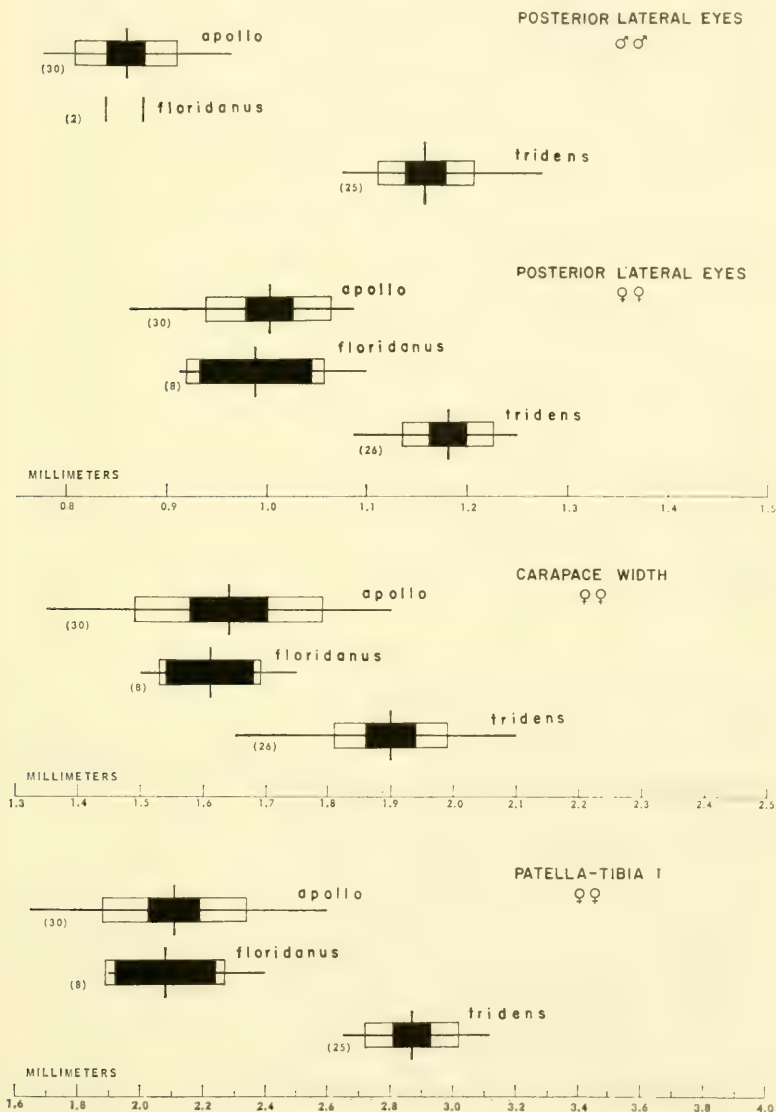 POSTERIOR LATERAL EYES
♂♂
apollo
(30)
floridanus
(2)
tridens
(25)
POSTERIOR LATERAL EYES
♀♀
apollo
(30)
floridanus
(8)
tridens
(26)
MILLIMETERS
0.8 0.9 1.0 1.1 1.2 1.3 1.4 1.5
CARAPACE WIDTH
♀♀
apollo
(30)
floridanus
(8)
tridens
(26)
MILLIMETERS
1.3 1.4 1.5 1.6 1.7 1.8 1.9 2.0 2.1 2.2 2.3 2.4 2.5
PATELLA-TIBIA I
♀♀
apollo
(30)
floridanus
(8)
tridens
(25)
MILLIMETERS
1.6 1.8 2.0 2.2 2.4 2.6 2.8 3.0 3.2 3.4 3.6 3.8 4.0